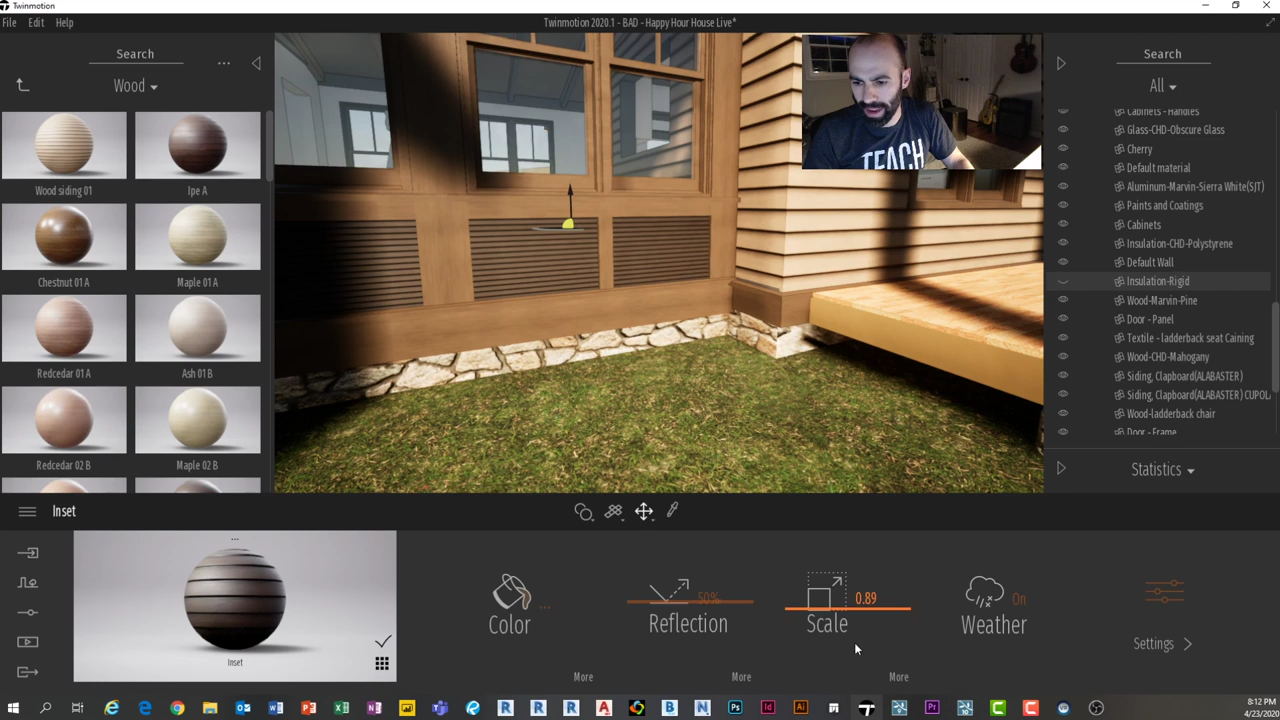 Twinmotion
File Edit Help
Twinmotion 2020.1 - BAD - Happy Hour House Live*
Search
...
Wood
Wood siding 01
Ipe A
Chestnut 01 A
Maple 01 A
Redcedar 01 A
Ash 01 B
Redcedar 02 B
Maple 02 B
TEACH
Search
All
Cabinets - Handles
Glass-CHD-Obscure Glass
Cherry
Default material
Aluminum-Marvin-Sierra White(SJT)
Paints and Coatings
Cabinets
Insulation-CHD-Polystyrene
Default Wall
Insulation-Rigid
Wood-Marvin-Pine
Door - Panel
Textile - ladderback seat Caining
Wood-CHD-Mahogany
Siding, Clapboard(ALABASTER)
Siding, Clapboard(ALABASTER) CUPOL
Wood-ladderback chair
Door - Frame
Statistics
Inset
...
Inset
Color
...
50%
Reflection
0.89
Scale
On
Weather
Settings
More
More
More
8:12 PM
4/23/2020